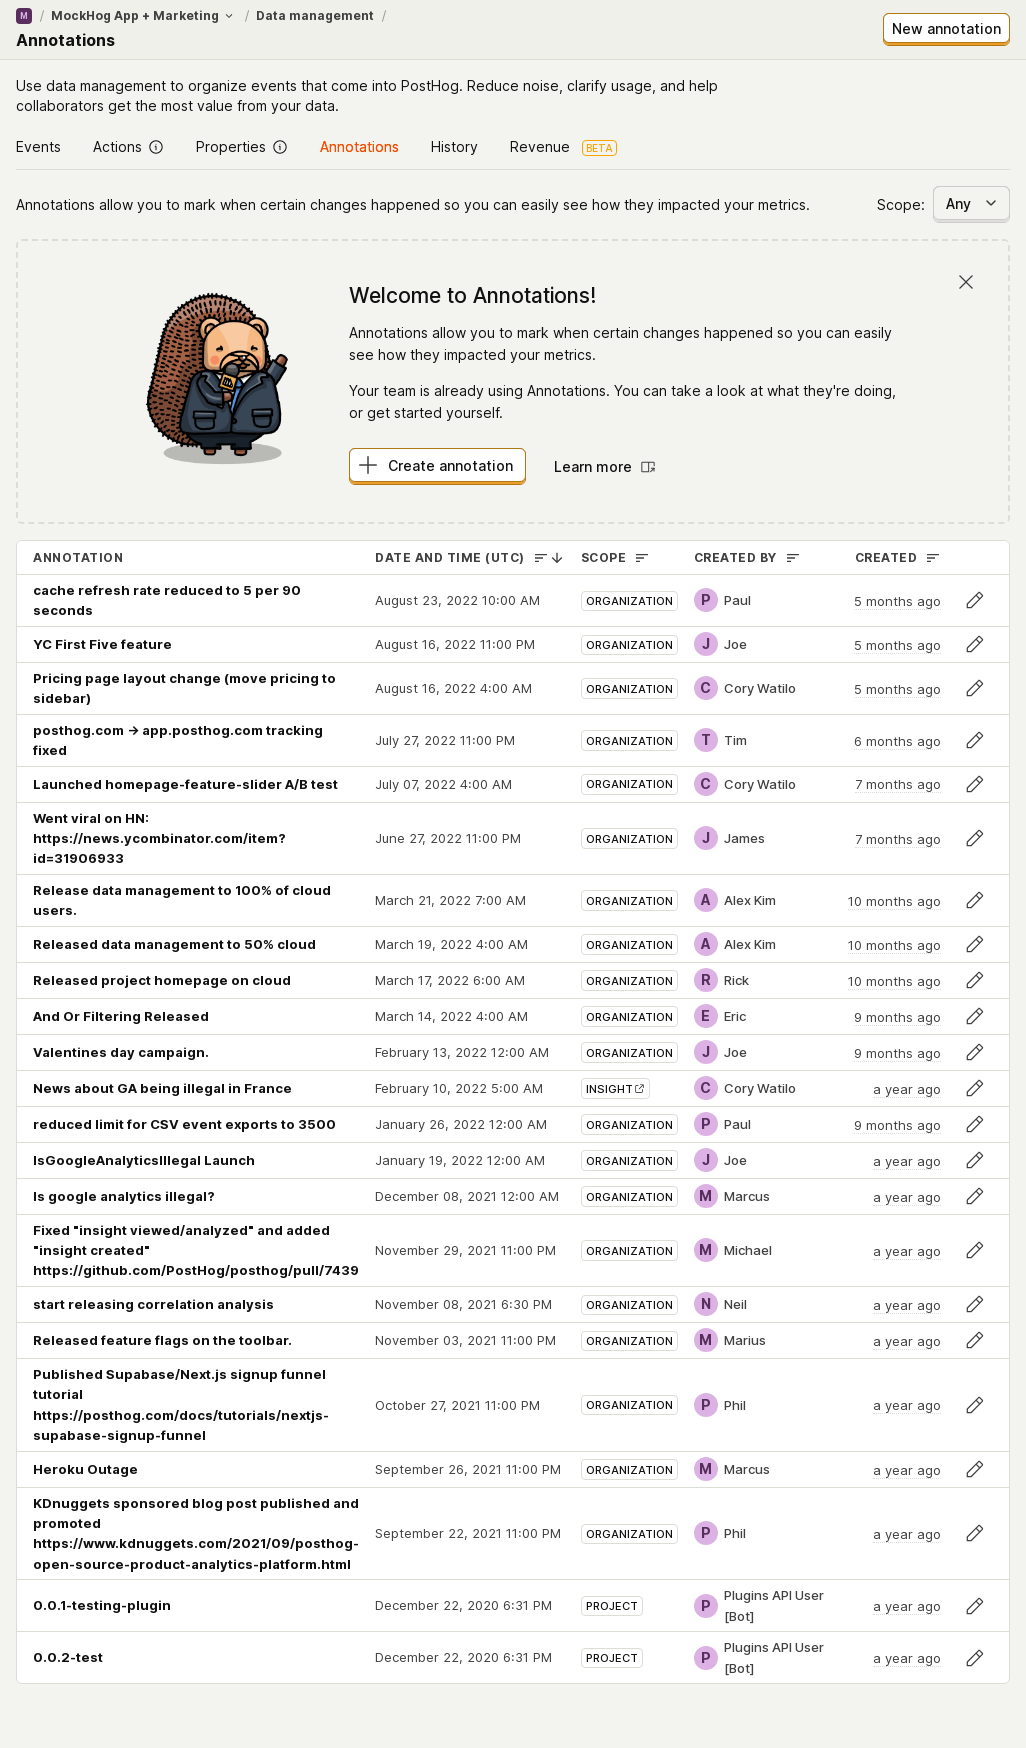 M / MockHog App + Marketing / Data management /
Annotations
New annotation
Use data management to organize events that come into PostHog. Reduce noise, clarify usage, and help
collaborators get the most value from your data.
Events Actions Properties Annotations History Revenue BETA
Annotations allow you to mark when certain changes happened so you can easily see how they impacted your metrics. Scope: Any
Welcome to Annotations!
Annotations allow you to mark when certain changes happened so you can easily
see how they impacted your metrics.
Your team is already using Annotations. You can take a look at what they're doing,
or get started yourself.
Create annotation Learn more
ANNOTATION DATE AND TIME (UTC) SCOPE CREATED BY CREATED
cache refresh rate reduced to 5 per 90
seconds
August 23, 2022 10:00 AM ORGANIZATION P Paul 5 months ago
YC First Five feature August 16, 2022 11:00 PM ORGANIZATION J Joe 5 months ago
Pricing page layout change (move pricing to
sidebar)
August 16, 2022 4:00 AM ORGANIZATION C Cory Watilo 5 months ago
posthog.com → app.posthog.com tracking
fixed
July 27, 2022 11:00 PM ORGANIZATION T Tim 6 months ago
Launched homepage-feature-slider A/B test July 07, 2022 4:00 AM ORGANIZATION C Cory Watilo 7 months ago
Went viral on HN:
https://news.ycombinator.com/item?
id=31906933
June 27, 2022 11:00 PM ORGANIZATION J James 7 months ago
Release data management to 100% of cloud
users.
March 21, 2022 7:00 AM ORGANIZATION A Alex Kim 10 months ago
Released data management to 50% cloud March 19, 2022 4:00 AM ORGANIZATION A Alex Kim 10 months ago
Released project homepage on cloud March 17, 2022 6:00 AM ORGANIZATION R Rick 10 months ago
And Or Filtering Released March 14, 2022 4:00 AM ORGANIZATION E Eric 9 months ago
Valentines day campaign. February 13, 2022 12:00 AM ORGANIZATION J Joe 9 months ago
News about GA being illegal in France February 10, 2022 5:00 AM INSIGHT C Cory Watilo a year ago
reduced limit for CSV event exports to 3500 January 26, 2022 12:00 AM ORGANIZATION P Paul 9 months ago
IsGoogleAnalyticsIllegal Launch January 19, 2022 12:00 AM ORGANIZATION J Joe a year ago
Is google analytics illegal? December 08, 2021 12:00 AM ORGANIZATION M Marcus a year ago
Fixed "insight viewed/analyzed" and added
"insight created"
https://github.com/PostHog/posthog/pull/7439
November 29, 2021 11:00 PM ORGANIZATION M Michael a year ago
start releasing correlation analysis November 08, 2021 6:30 PM ORGANIZATION N Neil a year ago
Released feature flags on the toolbar. November 03, 2021 11:00 PM ORGANIZATION M Marius a year ago
Published Supabase/Next.js signup funnel
tutorial
https://posthog.com/docs/tutorials/nextjs-
supabase-signup-funnel
October 27, 2021 11:00 PM ORGANIZATION P Phil a year ago
Heroku Outage September 26, 2021 11:00 PM ORGANIZATION M Marcus a year ago
KDnuggets sponsored blog post published and
promoted
https://www.kdnuggets.com/2021/09/posthog-
open-source-product-analytics-platform.html
September 22, 2021 11:00 PM ORGANIZATION P Phil a year ago
0.0.1-testing-plugin December 22, 2020 6:31 PM PROJECT P Plugins API User
[Bot]
a year ago
0.0.2-test December 22, 2020 6:31 PM PROJECT P Plugins API User
[Bot]
a year ago